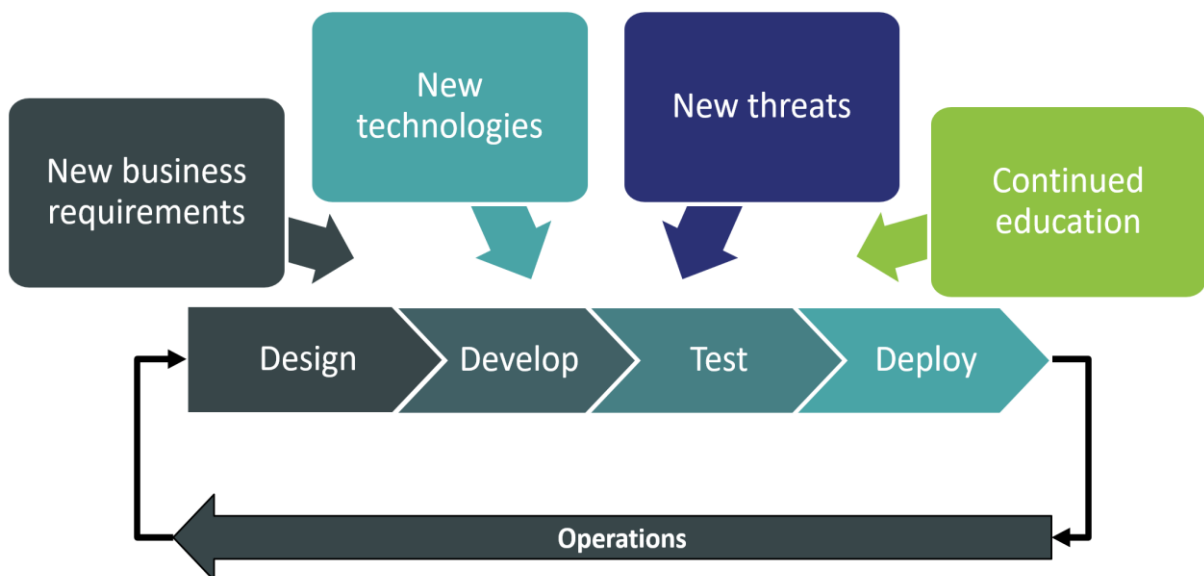 New business
requirements
New
technologies
New threats
Continued
education
Design
Develop
Test
Deploy
Operations